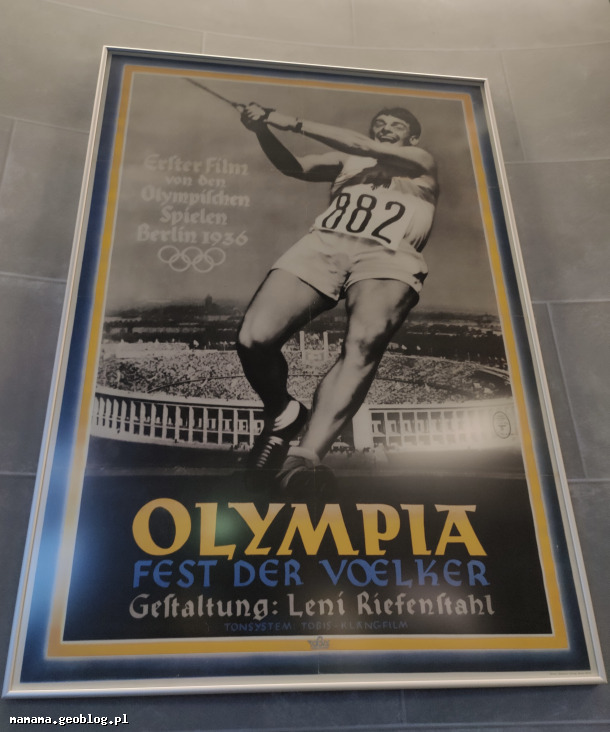 Erſter Film
von den
Olympiſchen
Spielen
Berlin 1936
882
OLYMPIA
FEST DER VOELKER
Geſtaltung: Leni Riefenſtahl
TONSYSTEM: TOBIS-KLANGFILM
mamama.geoblog.pl